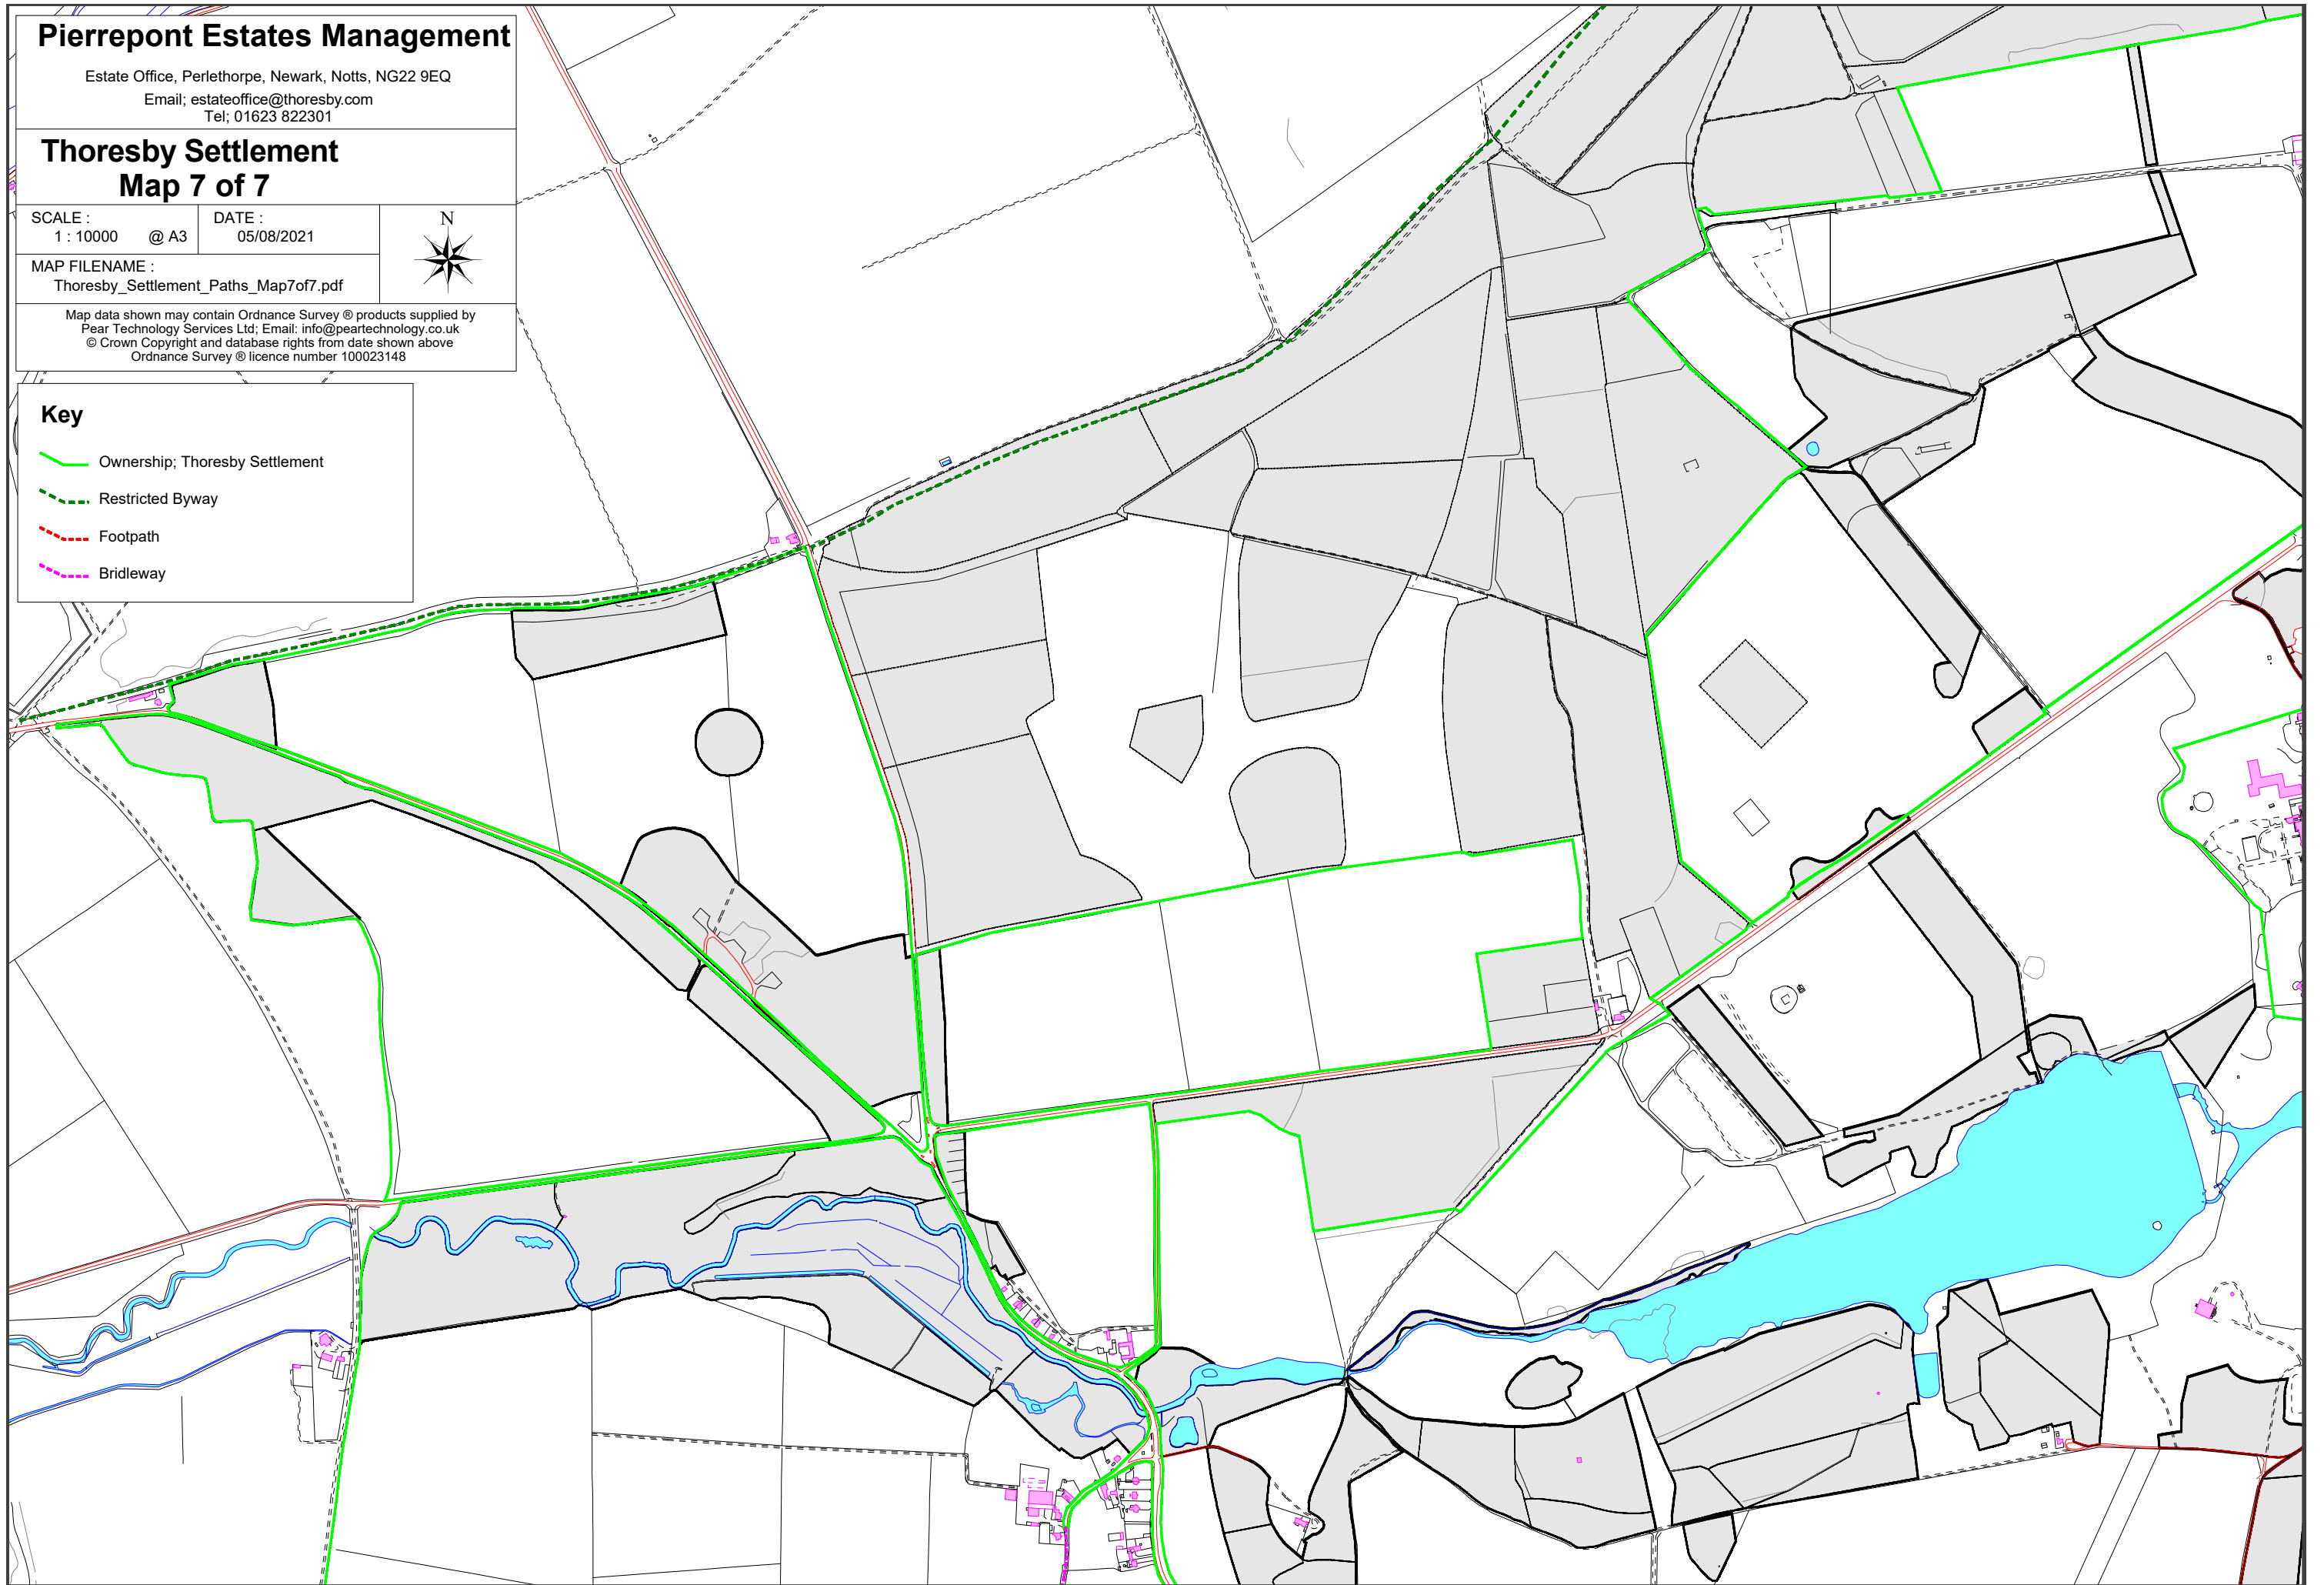 Pierrepont Estates Management
Estate Office, Perlethorpe, Newark, Notts, NG22 9EQ
Email; estateoffice@thoresby.com
Tel; 01623 822301
Thoresby Settlement
Map 7 of 7
SCALE :
1 : 10000 @ A3
DATE :
05/08/2021
N
MAP FILENAME :
Thoresby_Settlement_Paths_Map7of7.pdf
Map data shown may contain Ordnance Survey ® products supplied by
Pear Technology Services Ltd; Email: info@peartechnology.co.uk
© Crown Copyright and database rights from date shown above
Ordnance Survey ® licence number 100023148
Key
Ownership; Thoresby Settlement
Restricted Byway
Footpath
Bridleway